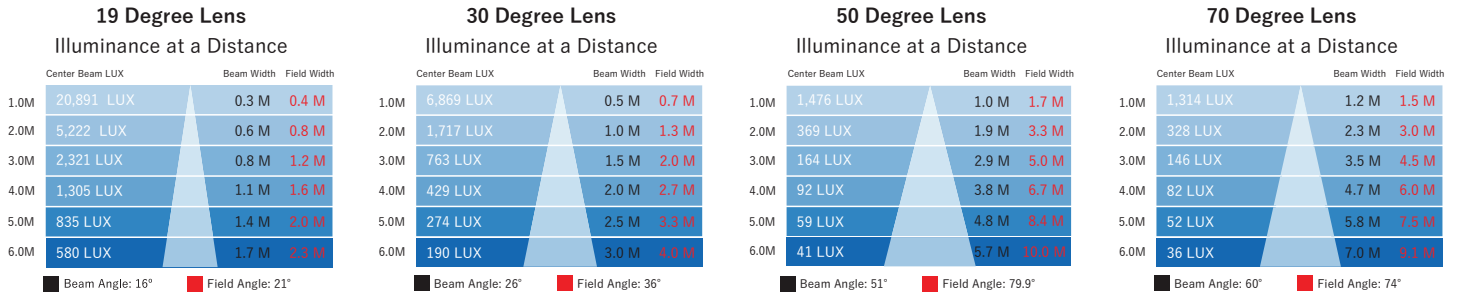 19 Degree Lens
Illuminance at a Distance
Center Beam LUX Beam Width Field Width
1.0M 20,891 LUX 0.3 M 0.4 M
2.0M 5,222 LUX 0.6 M 0.8 M
3.0M 2,321 LUX 0.8 M 1.2 M
4.0M 1,305 LUX 1.1 M 1.6 M
5.0M 835 LUX 1.4 M 2.0 M
6.0M 580 LUX 1.7 M 2.3 M
Beam Angle: 16° Field Angle: 21°
30 Degree Lens
Illuminance at a Distance
Center Beam LUX Beam Width Field Width
1.0M 6,869 LUX 0.5 M 0.7 M
2.0M 1,717 LUX 1.0 M 1.3 M
3.0M 763 LUX 1.5 M 2.0 M
4.0M 429 LUX 2.0 M 2.7 M
5.0M 274 LUX 2.5 M 3.3 M
6.0M 190 LUX 3.0 M 4.0 M
Beam Angle: 26° Field Angle: 36°
50 Degree Lens
Illuminance at a Distance
Center Beam LUX Beam Width Field Width
1.0M 1,476 LUX 1.0 M 1.7 M
2.0M 369 LUX 1.9 M 3.3 M
3.0M 164 LUX 2.9 M 5.0 M
4.0M 92 LUX 3.8 M 6.7 M
5.0M 59 LUX 4.8 M 8.4 M
6.0M 41 LUX 5.7 M 10.0 M
Beam Angle: 51° Field Angle: 79.9°
70 Degree Lens
Illuminance at a Distance
Center Beam LUX Beam Width Field Width
1.0M 1,314 LUX 1.2 M 1.5 M
2.0M 328 LUX 2.3 M 3.0 M
3.0M 146 LUX 3.5 M 4.5 M
4.0M 82 LUX 4.7 M 6.0 M
5.0M 52 LUX 5.8 M 7.5 M
6.0M 36 LUX 7.0 M 9.1 M
Beam Angle: 60° Field Angle: 74°